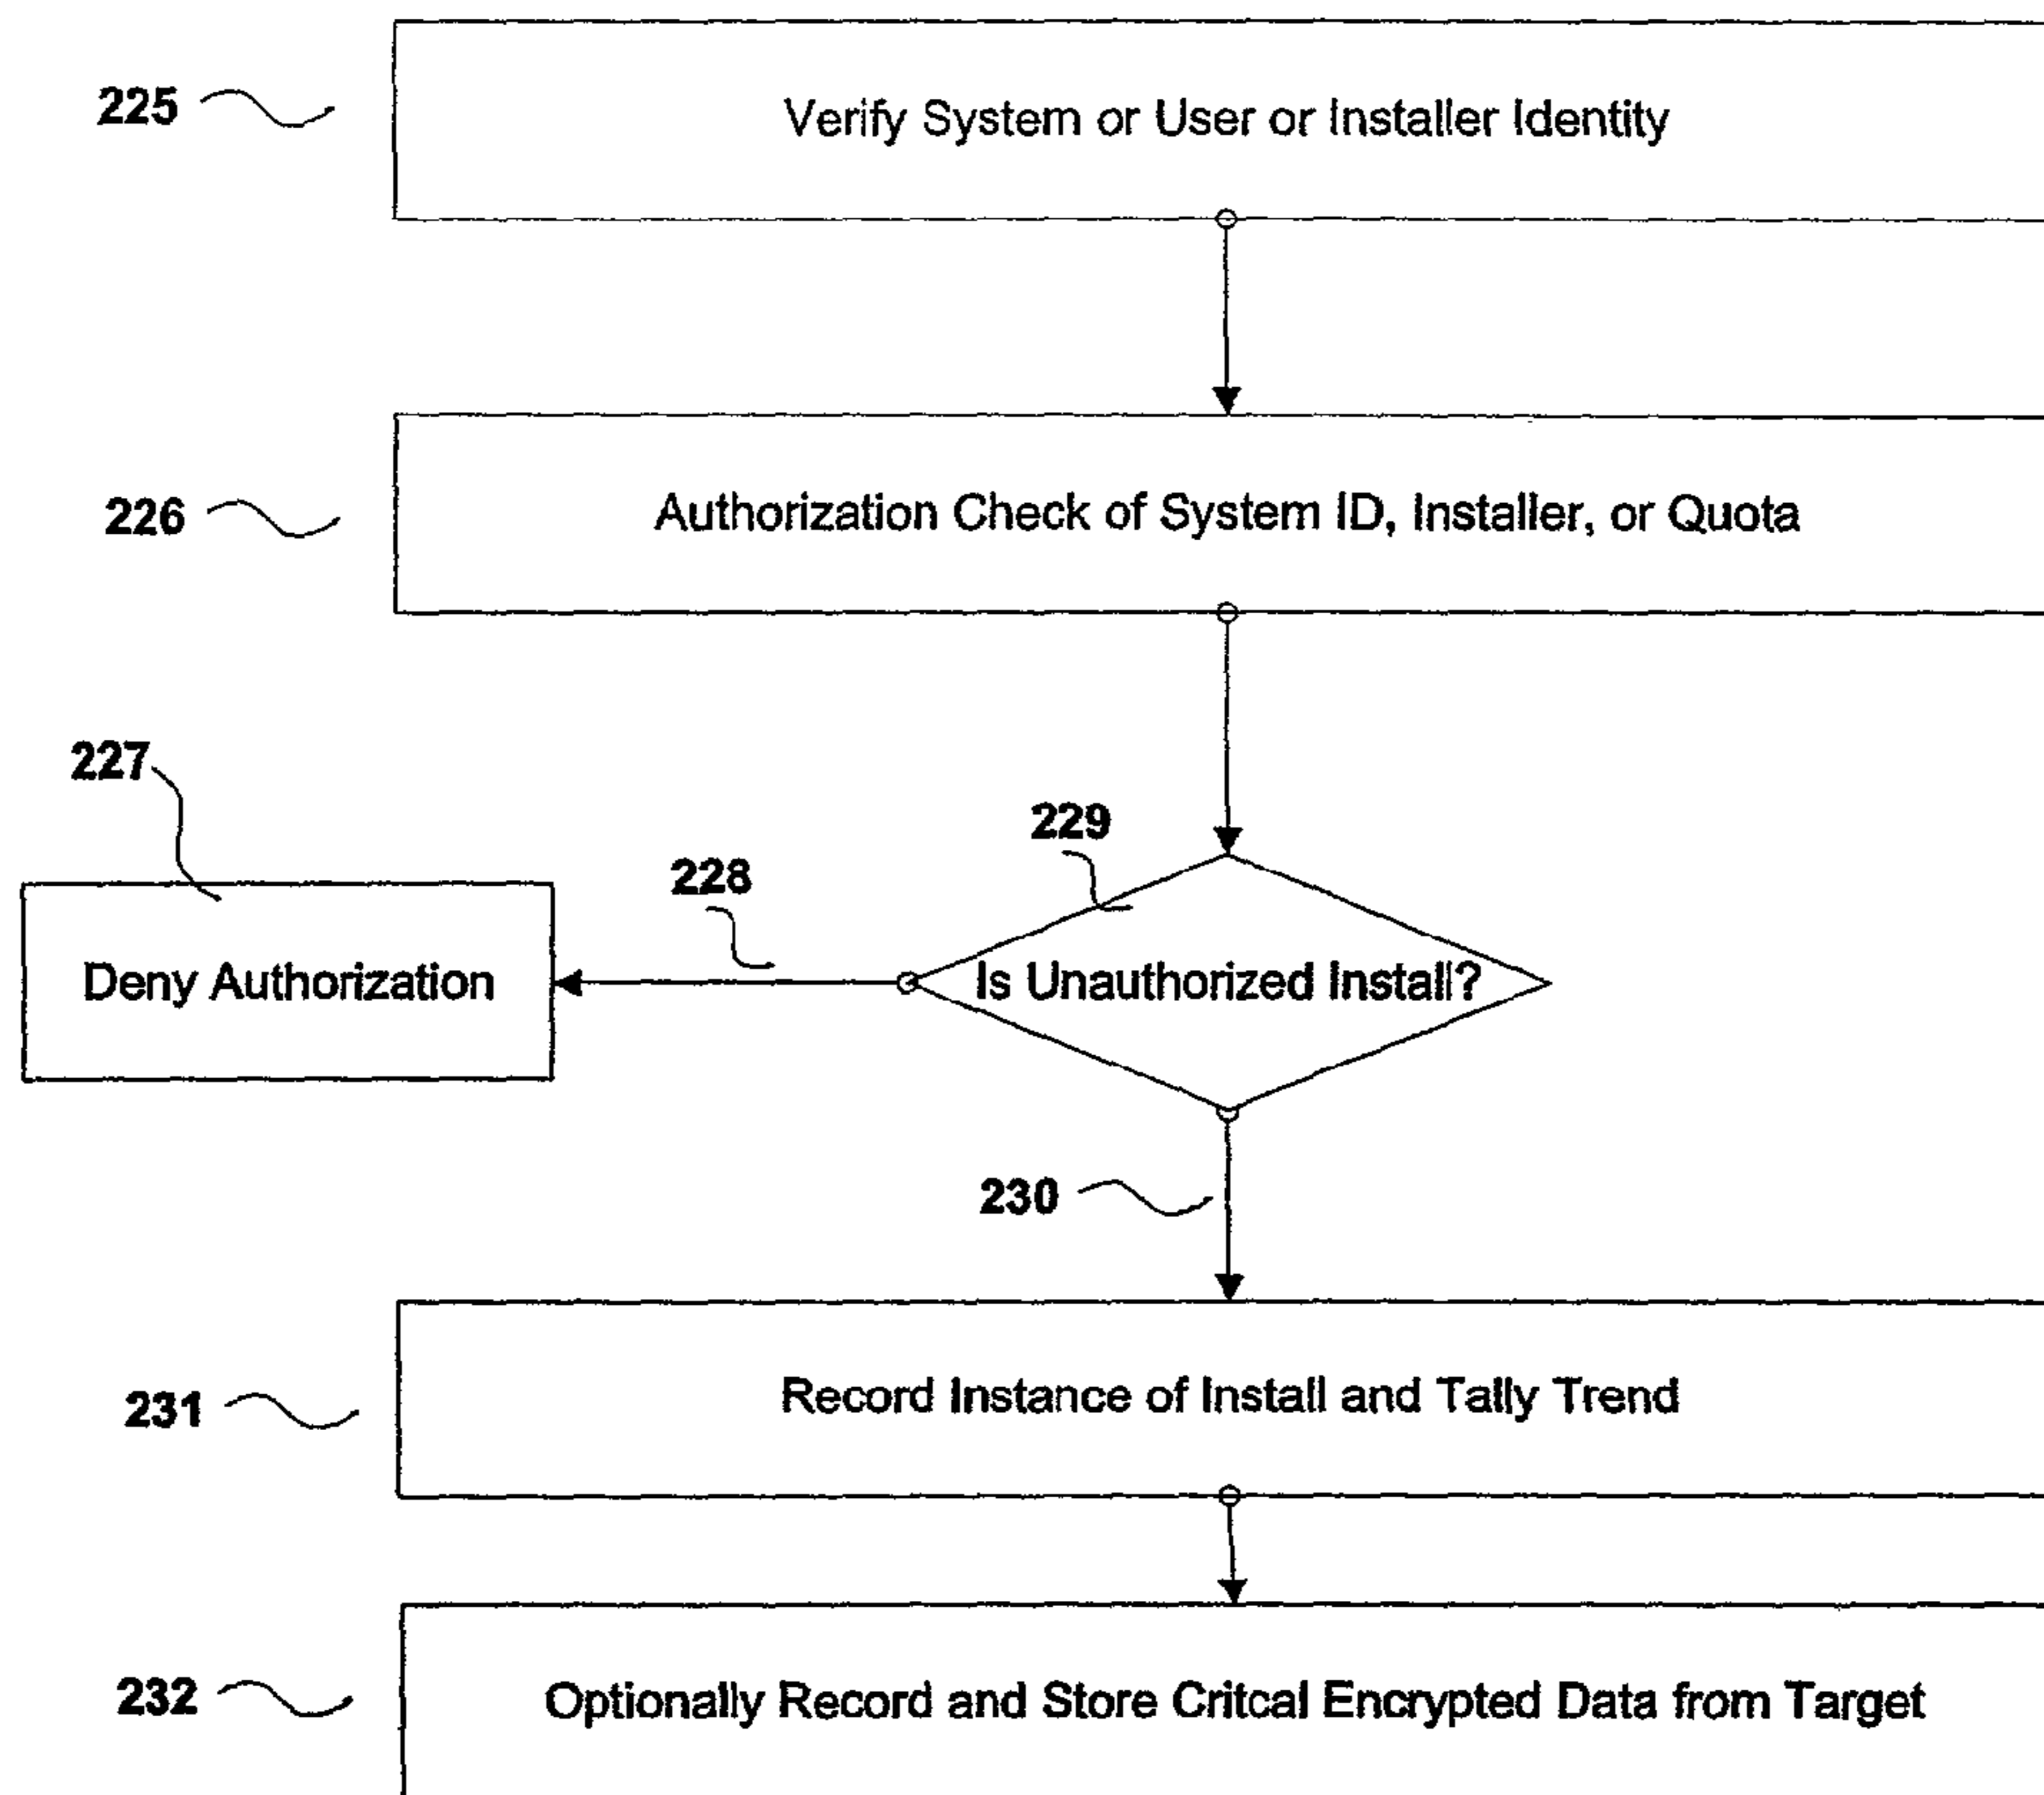 225
Verify System or User or Installer Identity
226
Authorization Check of System ID, Installer, or Quota
227
229
228
Deny Authorization
Is Unauthorized Install?
230
Record Instance of Install and Tally Trend
231
232
Optionally Record and Store Critcal Encrypted Data from Target